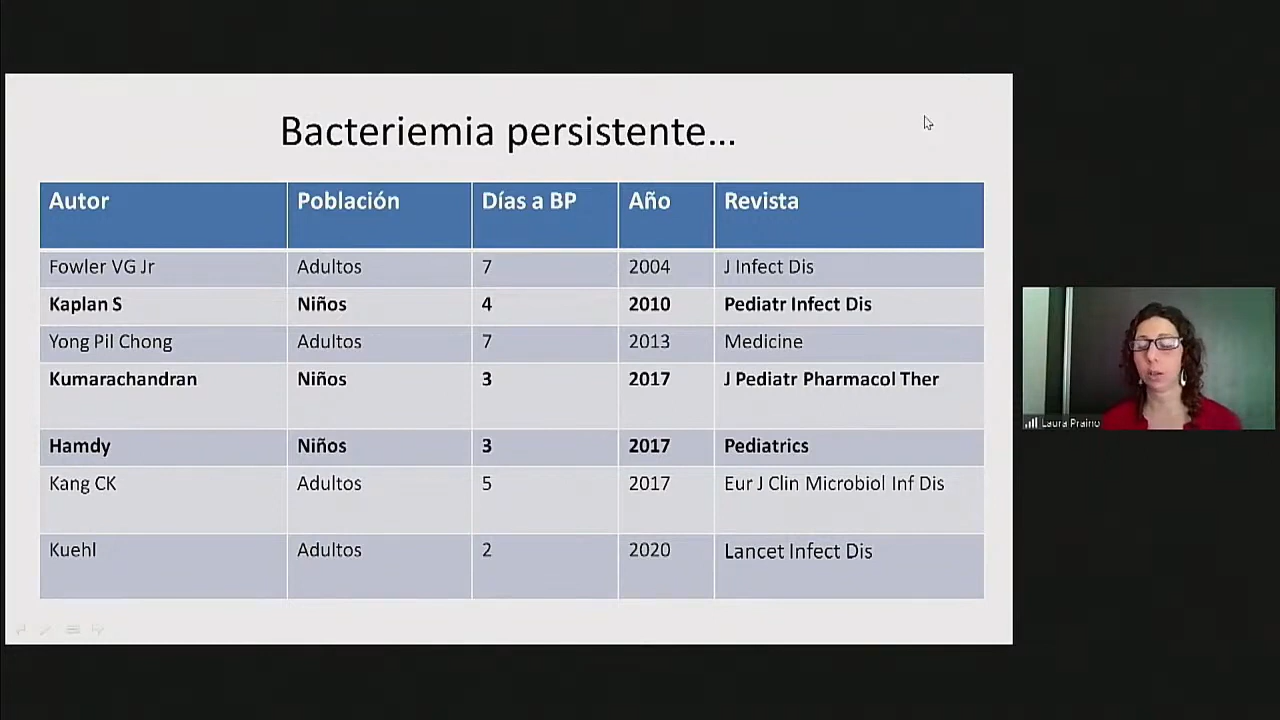 Bacteriemia persistente...
Autor Población Días a BP Año Revista
Fowler VG Jr Adultos 7 2004 J Infect Dis
Kaplan S Niños 4 2010 Pediatr Infect Dis
Yong Pil Chong Adultos 7 2013 Medicine
Kumarachandran Niños 3 2017 J Pediatr Pharmacol Ther
Hamdy Niños 3 2017 Pediatrics
Kang CK Adultos 5 2017 Eur J Clin Microbiol Inf Dis
Kuehl Adultos 2 2020 Lancet Infect Dis
Laura Praino